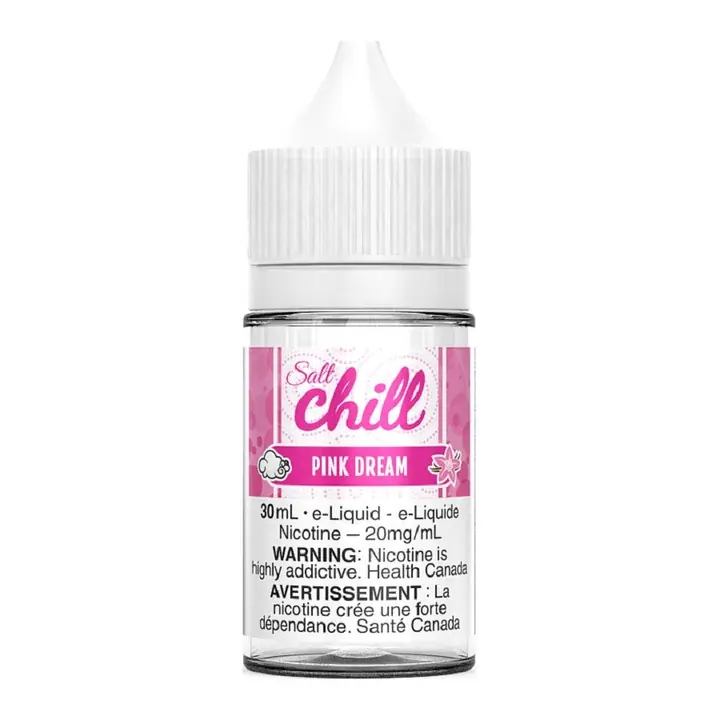 Salt
chill
PINK DREAM
30mL • e-Liquid - e-Liquide
Nicotine – 20mg/mL
WARNING: Nicotine is
highly addictive. Health Canada
AVERTISSEMENT : La
nicotine crée une forte
dépendance. Santé Canada